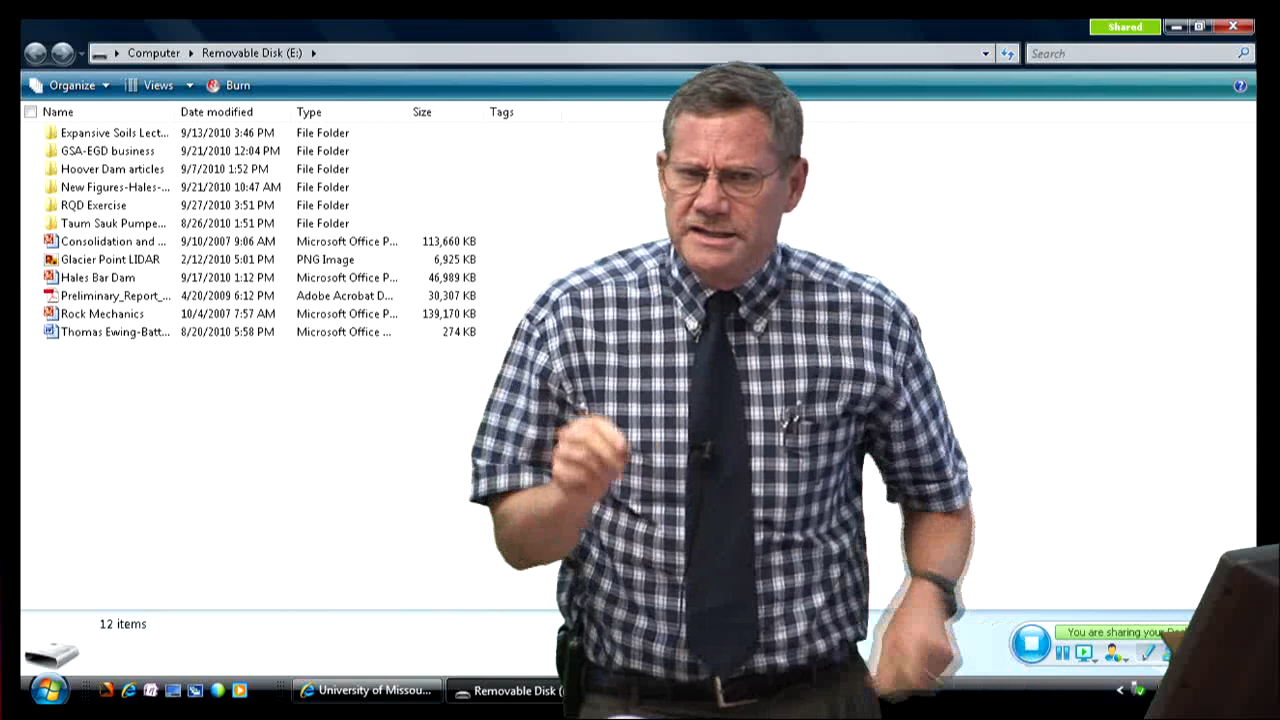 Shared
Computer Removable Disk (E:) Search
Organize Views Burn
Name Date modified Type Size Tags
Expansive Soils Lect... 9/13/2010 3:46 PM File Folder
GSA-EGD business 9/21/2010 12:04 PM File Folder
Hoover Dam articles 9/7/2010 1:52 PM File Folder
New Figures-Hales-... 9/21/2010 10:47 AM File Folder
RQD Exercise 9/27/2010 3:51 PM File Folder
Taum Sauk Pumpe... 8/26/2010 1:51 PM File Folder
Consolidation and ... 9/10/2007 9:06 AM Microsoft Office P... 113,660 KB
Glacier Point LIDAR 2/12/2010 5:01 PM PNG Image 6,925 KB
Hales Bar Dam 9/17/2010 1:12 PM Microsoft Office P... 46,989 KB
Preliminary_Report_... 4/20/2009 6:12 PM Adobe Acrobat D... 30,307 KB
Rock Mechanics 10/4/2007 7:57 AM Microsoft Office P... 139,170 KB
Thomas Ewing-Batt... 8/20/2010 5:58 PM Microsoft Office ... 274 KB
12 items
You are sharing your
University of Missou... Removable Disk (